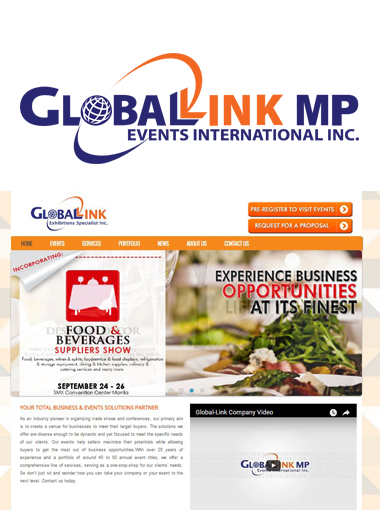 GLOBALLINK MP
EVENTS INTERNATIONAL INC.
GLOBALLINK
Exhibitions Specialist Inc.
PRE-REGISTER TO VISIT EVENTS
REQUEST FOR A PROPOSAL
HOME EVENTS SERVICES PORTFOLIO NEWS ABOUT US CONTACT US
INCORPORATING:
FOOD &
BEVERAGES
SUPPLIERS SHOW
Food, beverages, wines & spirits, foodservice & food displays, refrigeration
& storage equipment, dining & kitchen supplies, culinary &
catering services and many more
SEPTEMBER 24 - 26
SMX Convention Center Manila
EXPERIENCE BUSINESS
OPPORTUNITIES
AT ITS FINEST
YOUR TOTAL BUSINESS & EVENTS SOLUTIONS PARTNER
As an industry pioneer in organizing trade shows and conferences, our primary aim
is to create a venue for businesses to meet their target buyers. The solutions we
offer are diverse enough to be dynamic and yet focused to meet the specific needs
of our clients. Our events help sellers maximize their potentials while allowing
buyers to get the most out of business opportunities.With over 20 years of
experience and a portfolio of around 40 to 50 annual event titles, we offer a
comprehensive line of services, serving as a one-stop-shop for our clients' needs.
So don't just sit and wonder how you can take your company or your event to the
next level. Contact us today.
Global-Link Company Video
GLOBALLINK MP
Events International Inc.